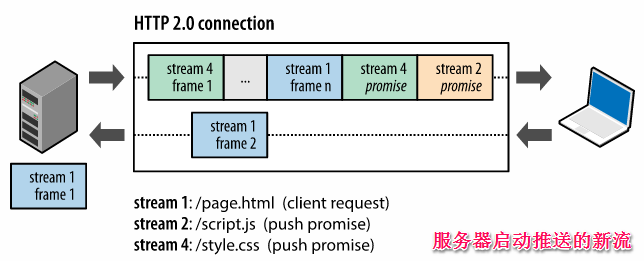 HTTP 2.0 connection
stream 4 frame 1
...
stream 1 frame n
stream 4 promise
stream 2 promise
stream 1 frame 2
stream 1 frame 1
stream 1: /page.html (client request)
stream 2: /script.js (push promise)
stream 4: /style.css (push promise)
服务器启动推送的新流